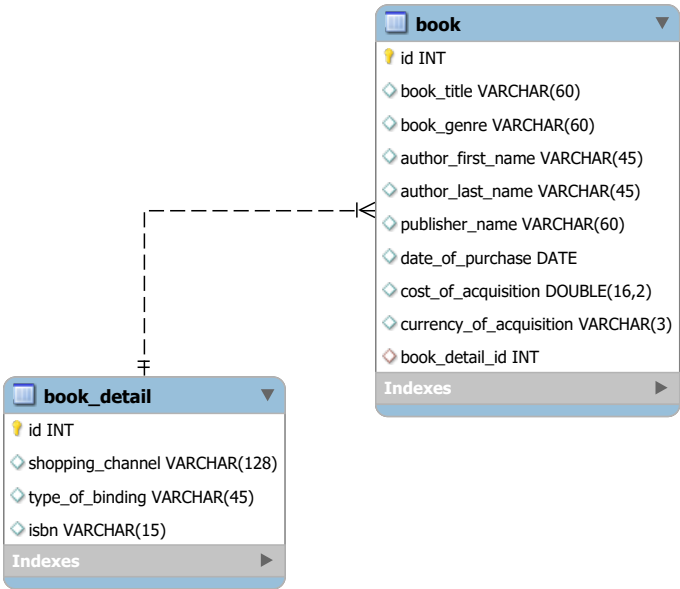 book
id INT
book_title VARCHAR(60)
book_genre VARCHAR(60)
author_first_name VARCHAR(45)
author_last_name VARCHAR(45)
publisher_name VARCHAR(60)
date_of_purchase DATE
cost_of_acquisition DOUBLE(16,2)
currency_of_acquisition VARCHAR(3)
book_detail_id INT
Indexes
book_detail
id INT
shopping_channel VARCHAR(128)
type_of_binding VARCHAR(45)
isbn VARCHAR(15)
Indexes